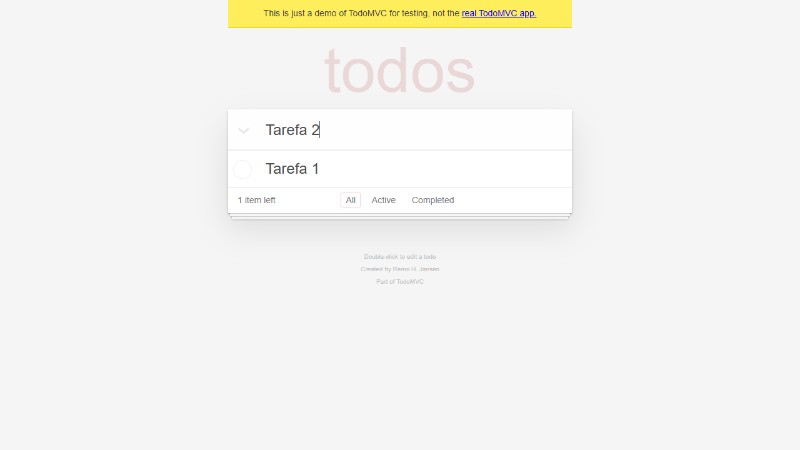 This is just a demo of TodoMVC for testing, not the real TodoMVC app.
todos
Tarefa 2
Tarefa 1
1 item left All Active Completed
Double-click to edit a todo
Created by Remo H. Jansen
Part of TodoMVC